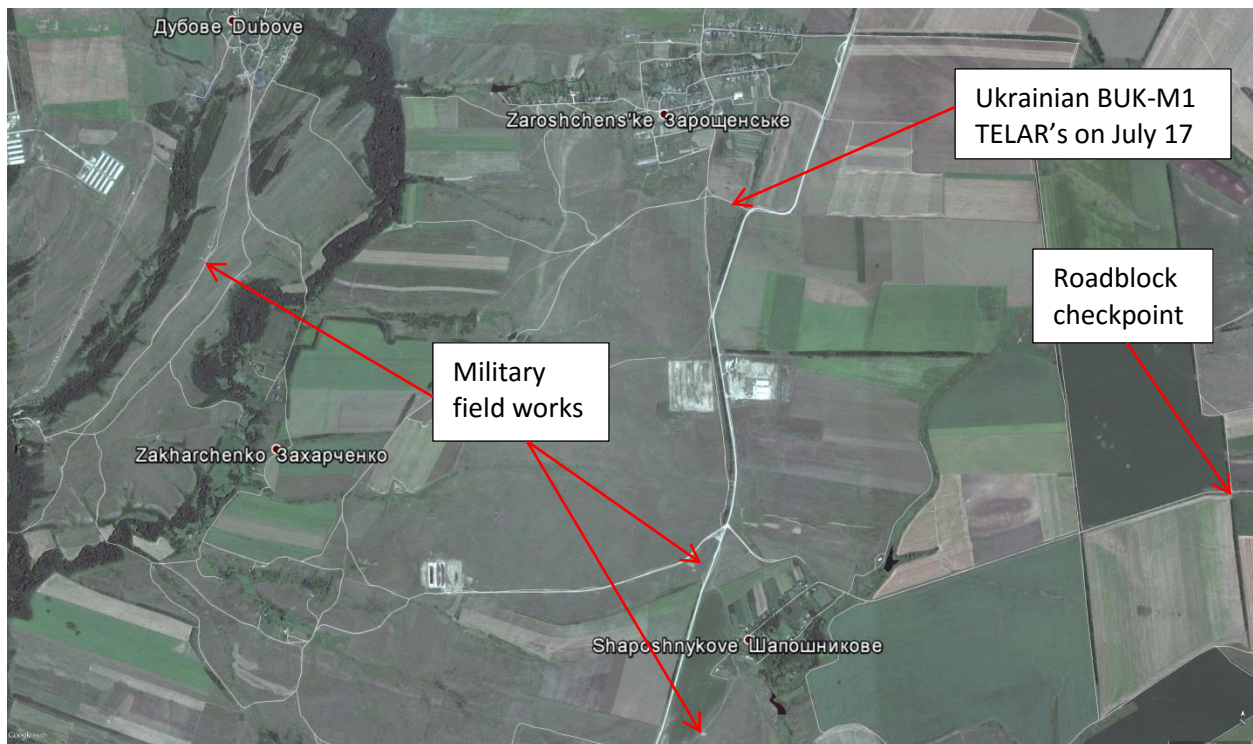 Дубове Dubove
Ukrainian BUK-M1
TELAR’s on July 17
Zaroshchens'ke Зарощенське
Roadblock
checkpoint
Military
field works
Zakharchenko Захарченко
Shaposhnykove Шапошникове
Google earth
N